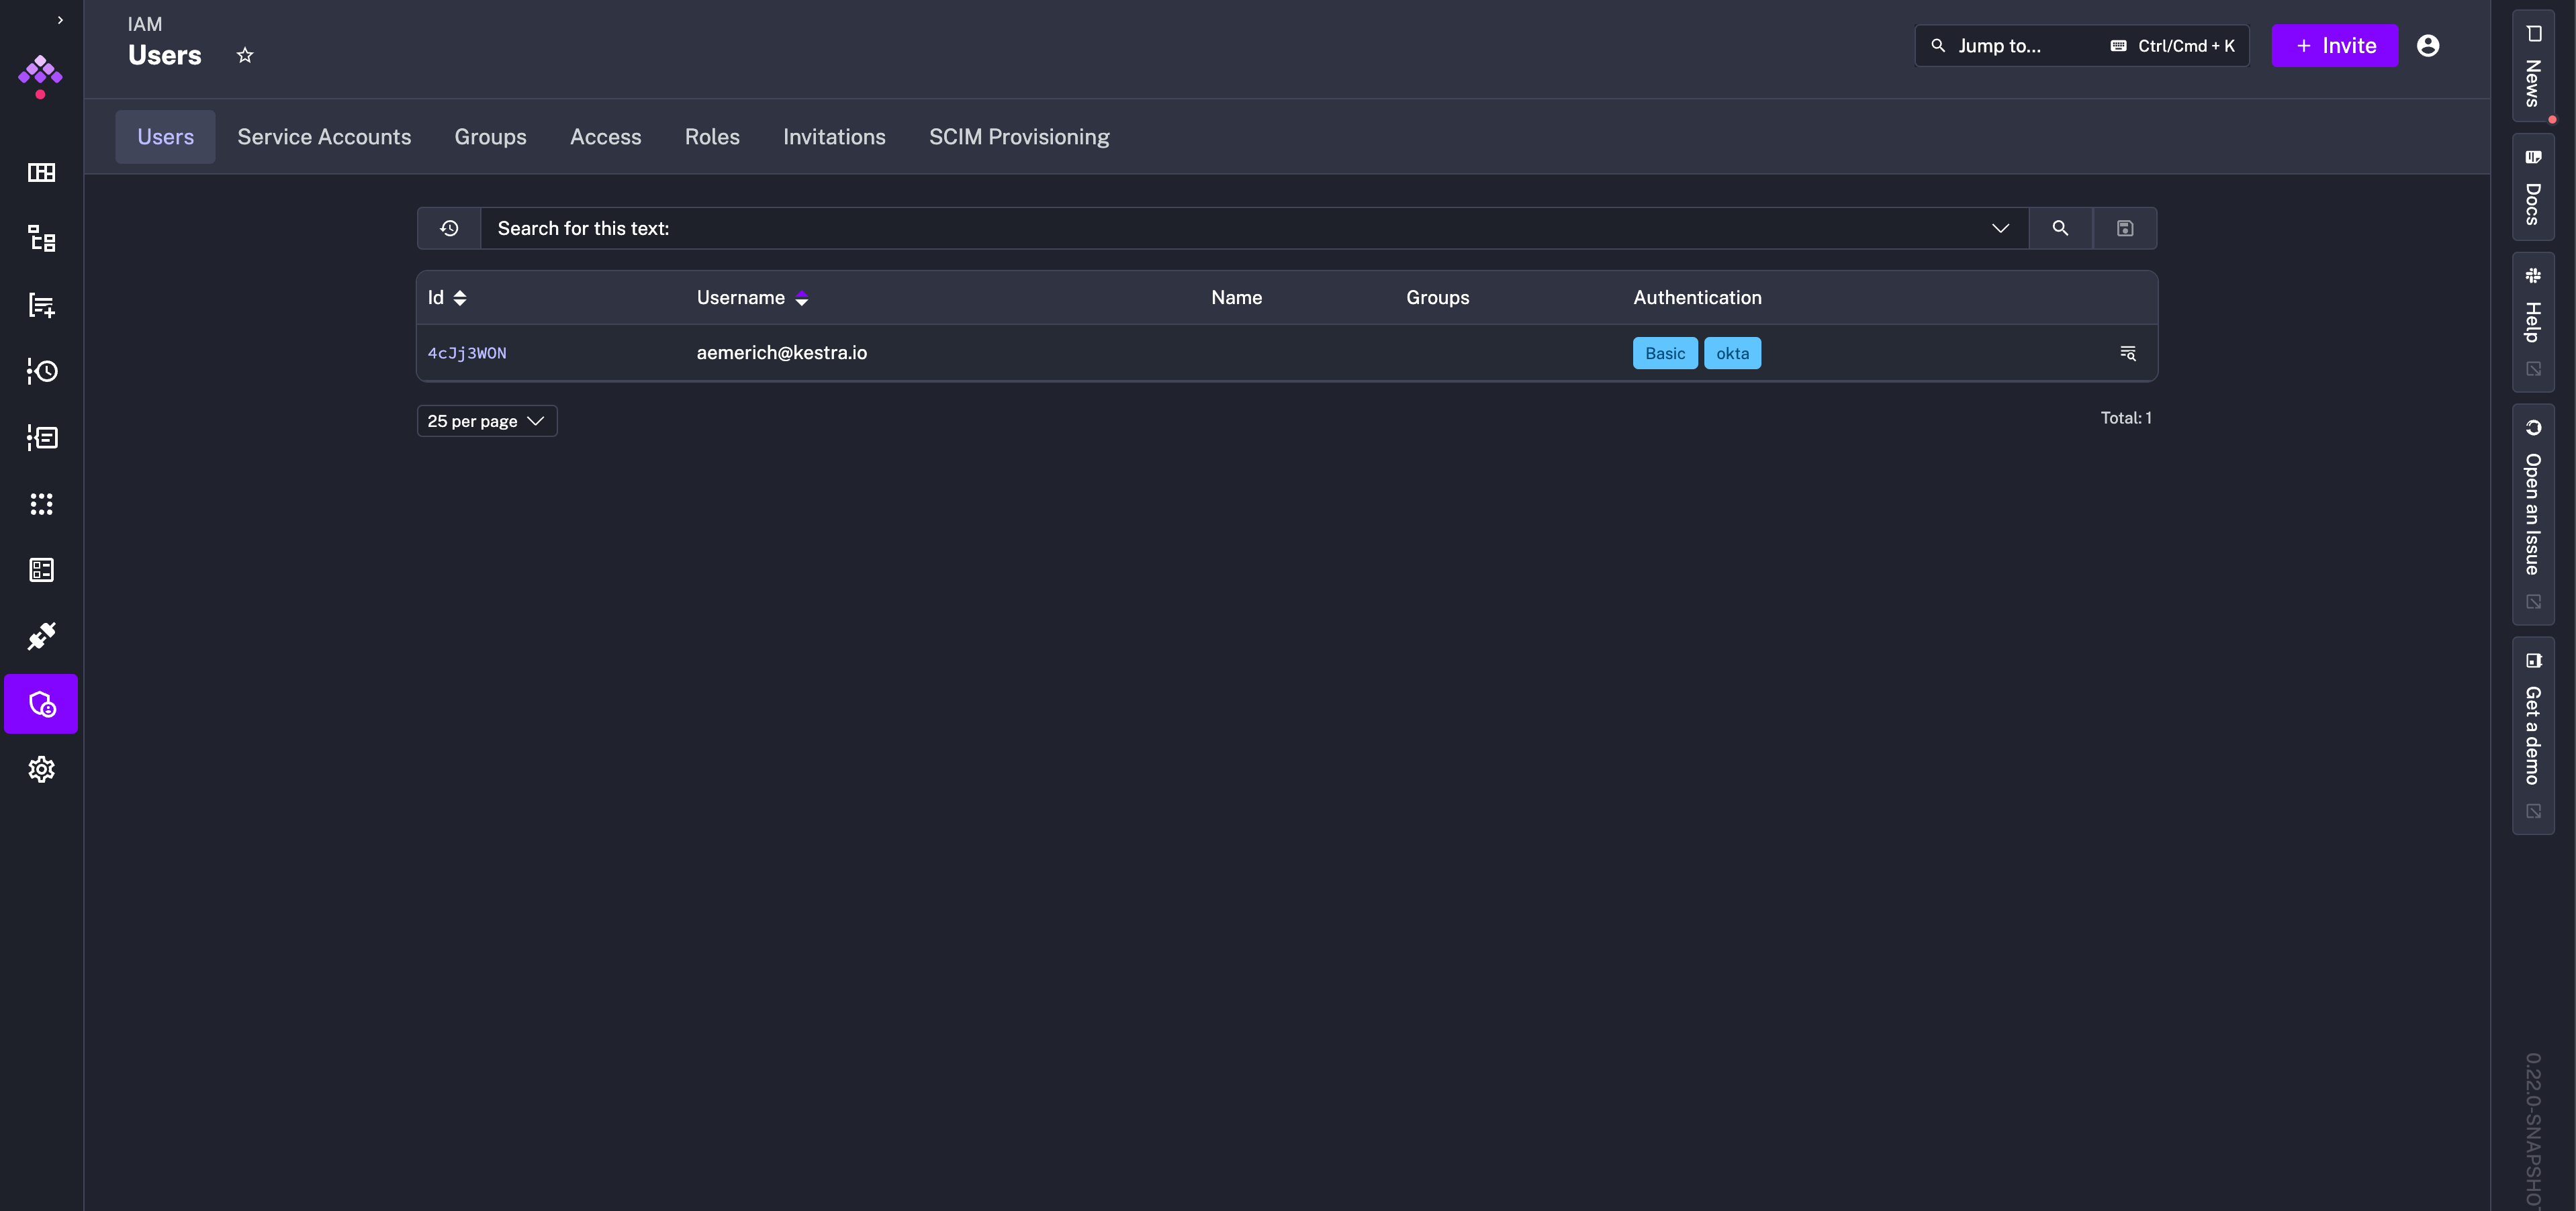 IAM
Users
Jump to...
Ctrl/Cmd + K
+ Invite
Users
Service Accounts
Groups
Access
Roles
Invitations
SCIM Provisioning
Search for this text:
Id
Username
Name
Groups
Authentication
4cJj3WON
aemerich@kestra.io
Basic
okta
25 per page
Total: 1
News
Docs
Help
Open an Issue
Get a demo
0.22.0-SNAPSHO